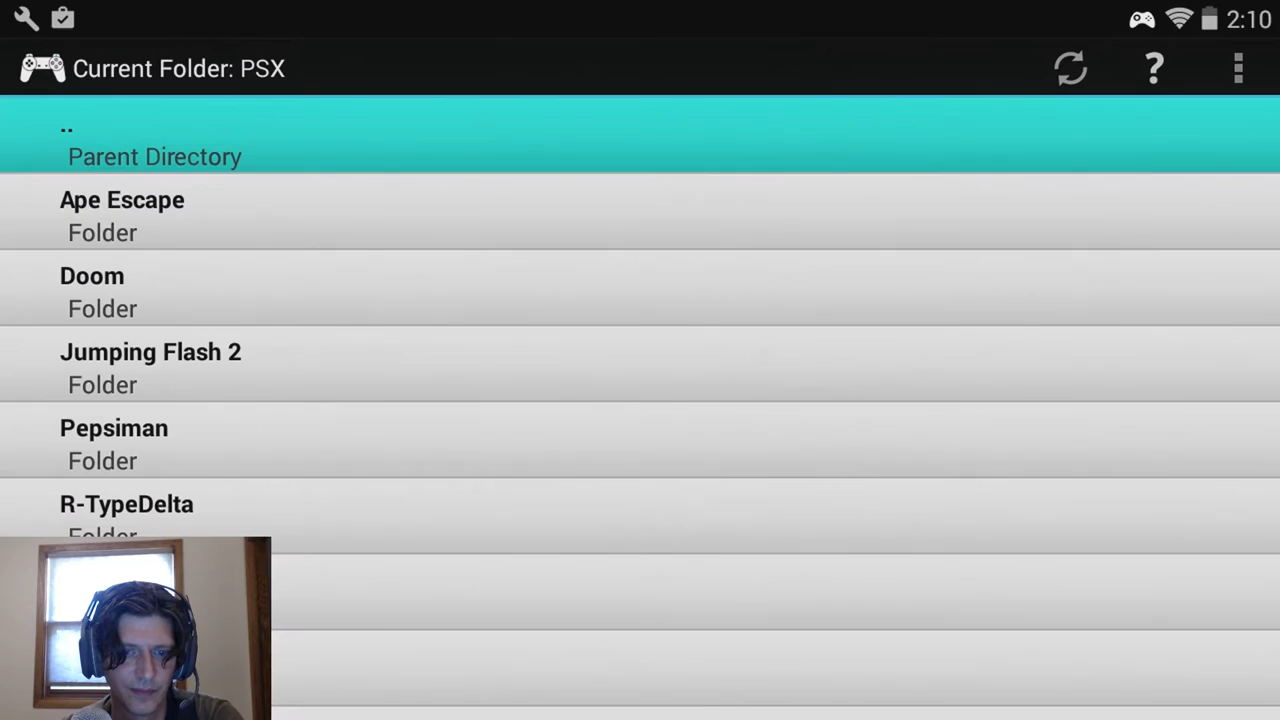 2:10
Current Folder: PSX
?
..
Parent Directory
Ape Escape
Folder
Doom
Folder
Jumping Flash 2
Folder
Pepsiman
Folder
R-TypeDelta
Folder